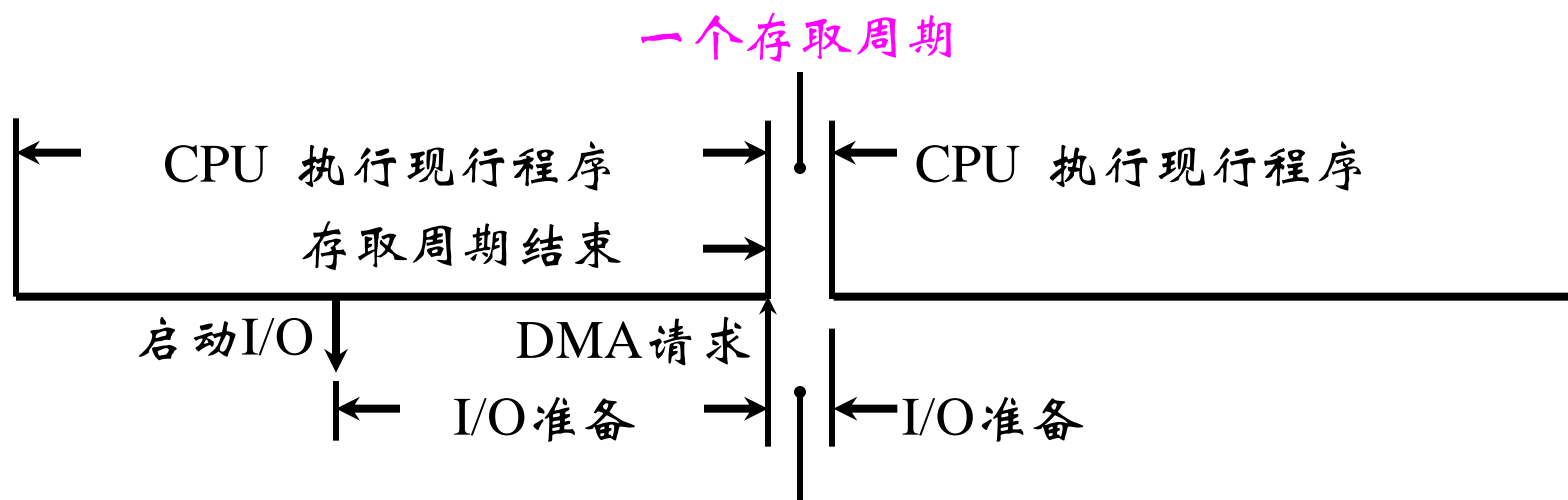 一个存取周期
CPU 执行现行程序
CPU 执行现行程序
存取周期结束
启动I/O
DMA请求
I/O准备
I/O准备